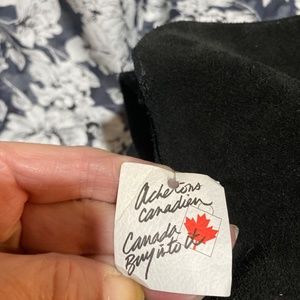 Achetons
canadien
Canada
Buy into it